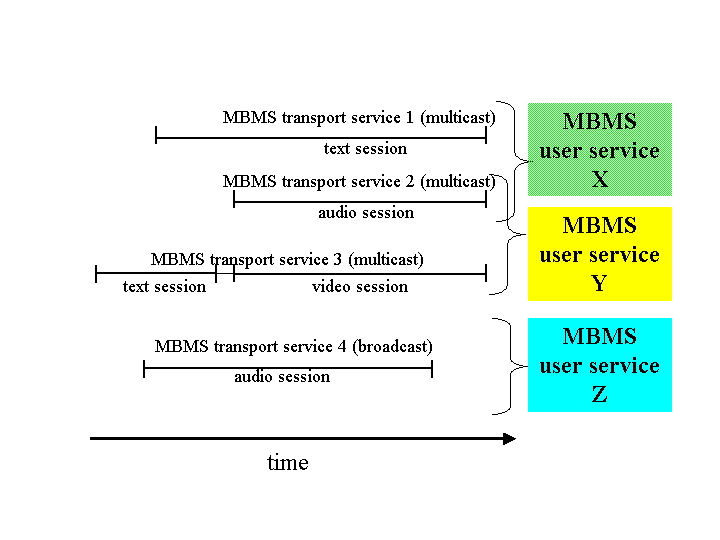 MBMS transport service 1 (multicast)
text session
MBMS
user service
X
MBMS transport service 2 (multicast)
audio session
MBMS
user service
Y
MBMS transport service 3 (multicast)
text session
video session
MBMS transport service 4 (broadcast)
audio session
MBMS
user service
Z
time